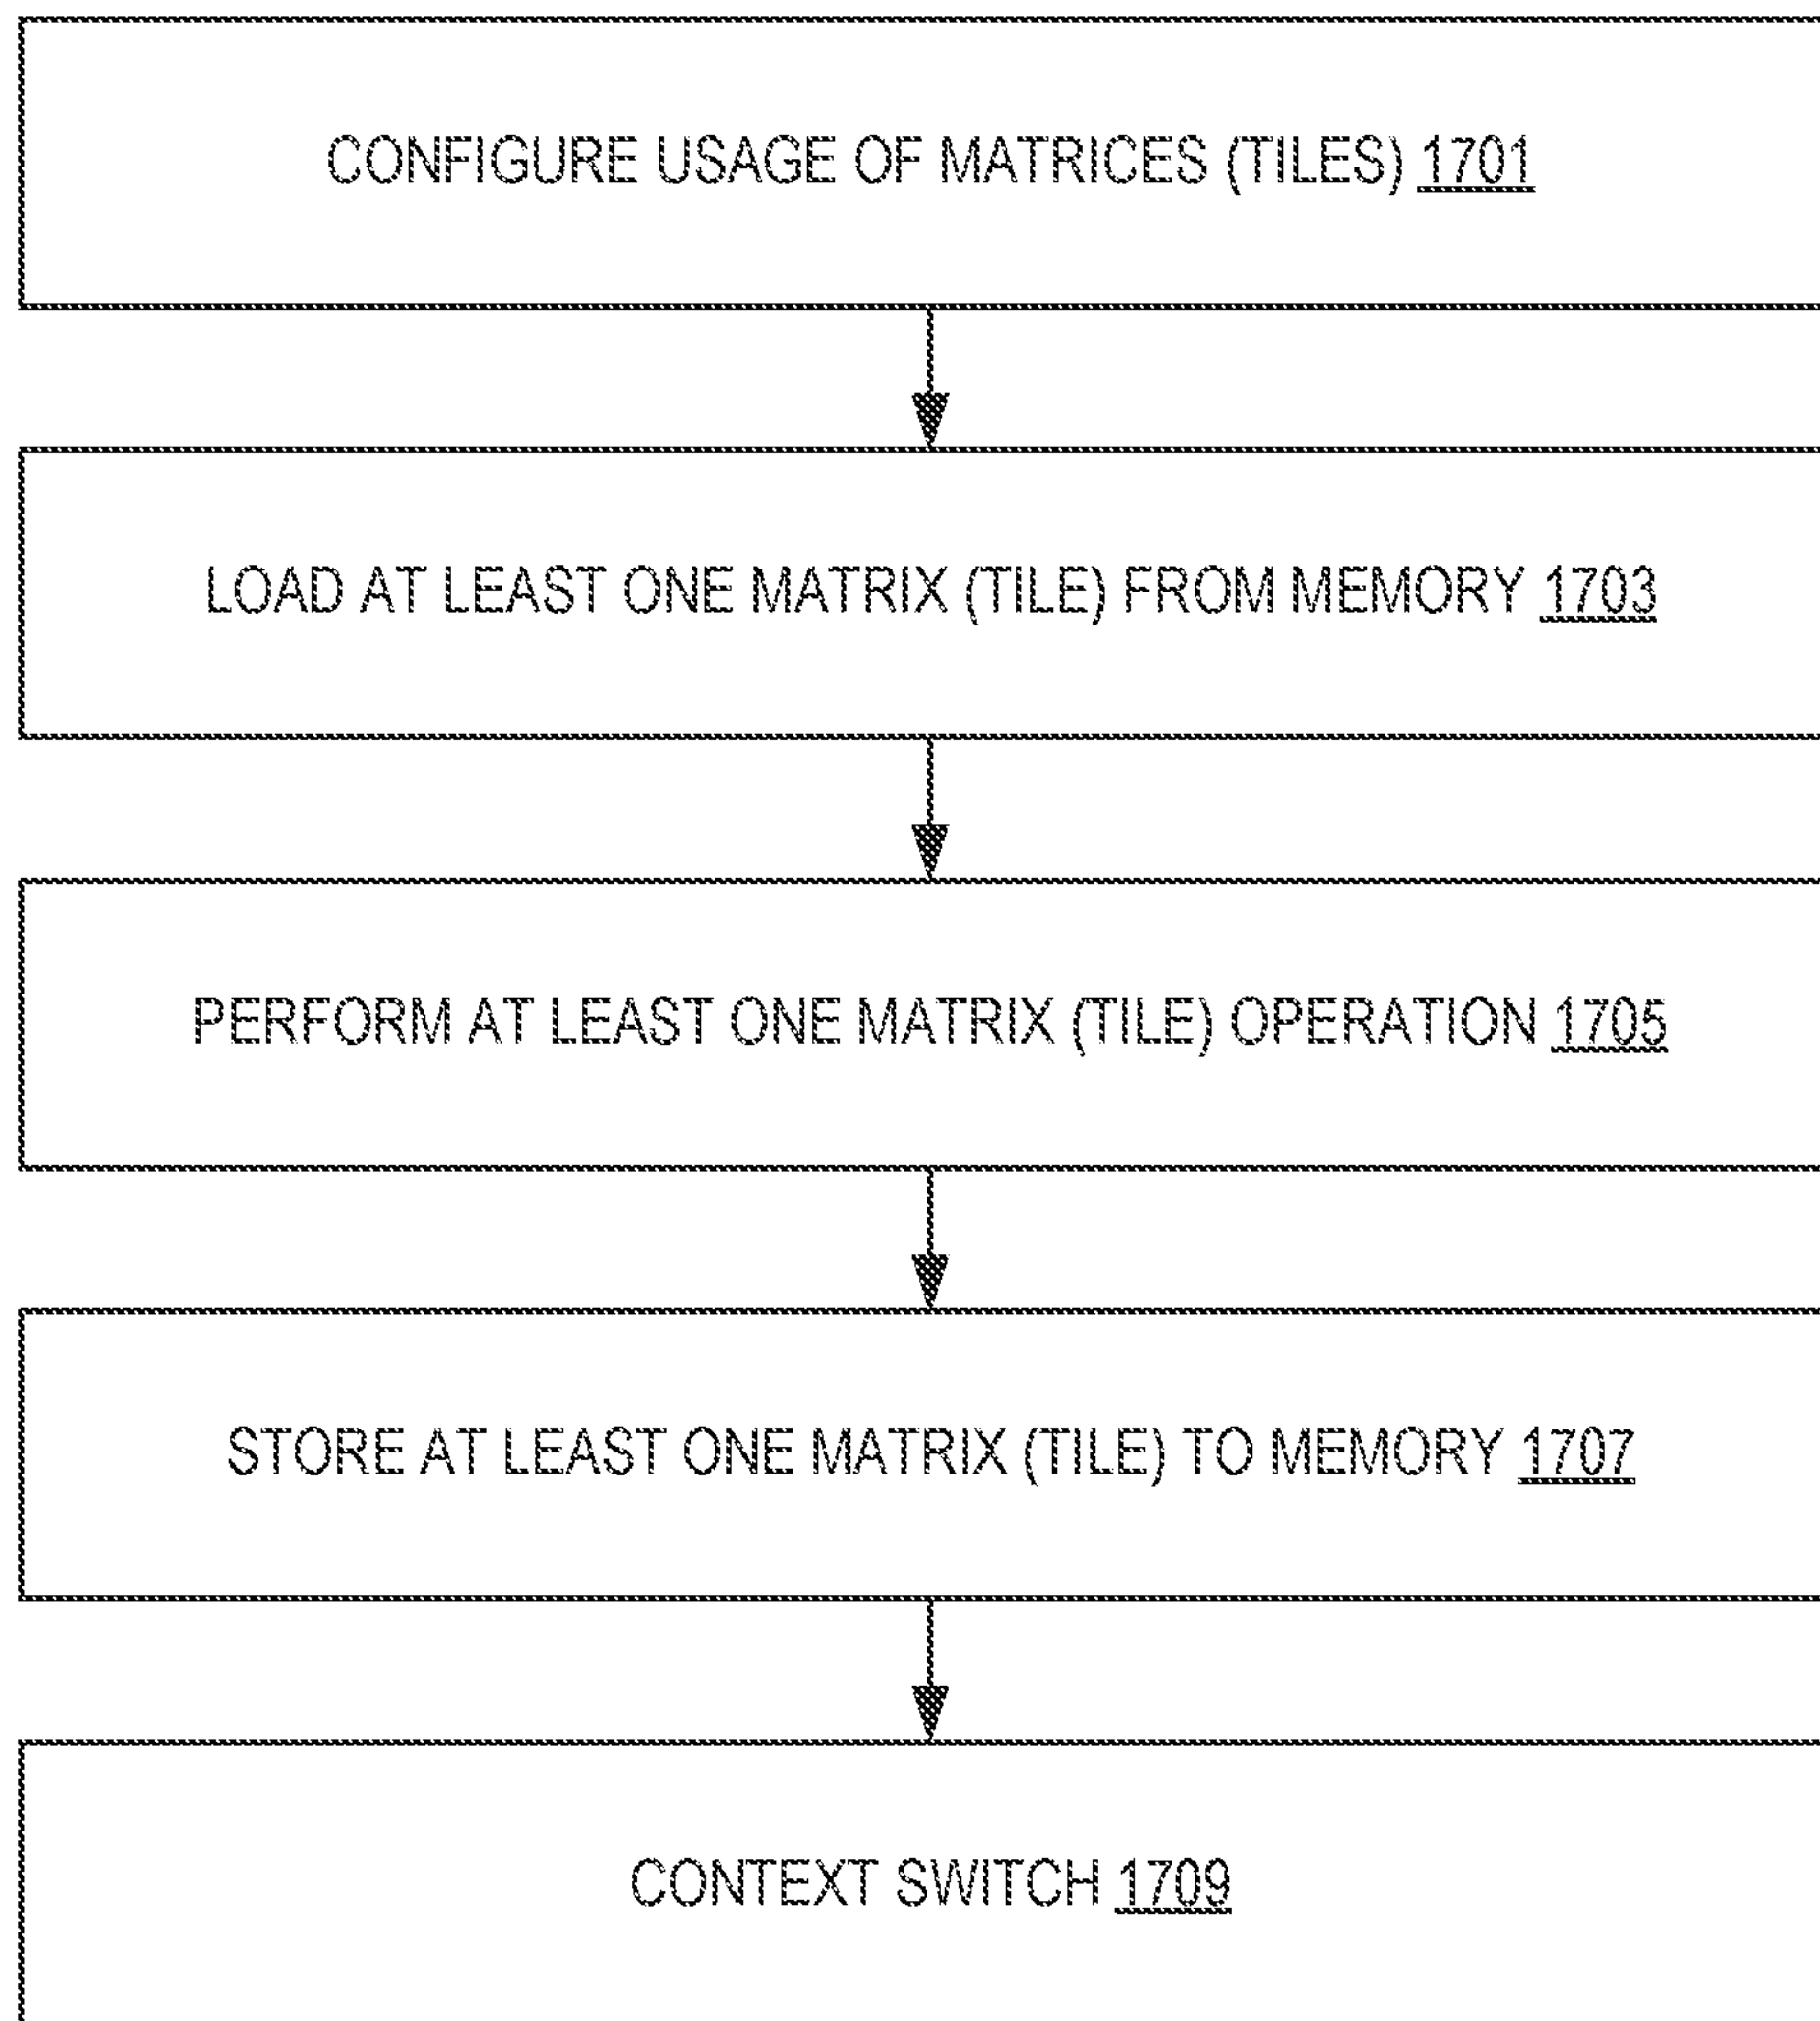 CONFIGURE USAGE OF MATRICES (TILES) 1701
LOAD AT LEAST ONE MATRIX (TILE) FROM MEMORY 1703
PERFORM AT LEAST ONE MATRIX (TILE) OPERATION 1705
STORE AT LEAST ONE MATRIX (TILE) TO MEMORY 1707
CONTEXT SWITCH 1709